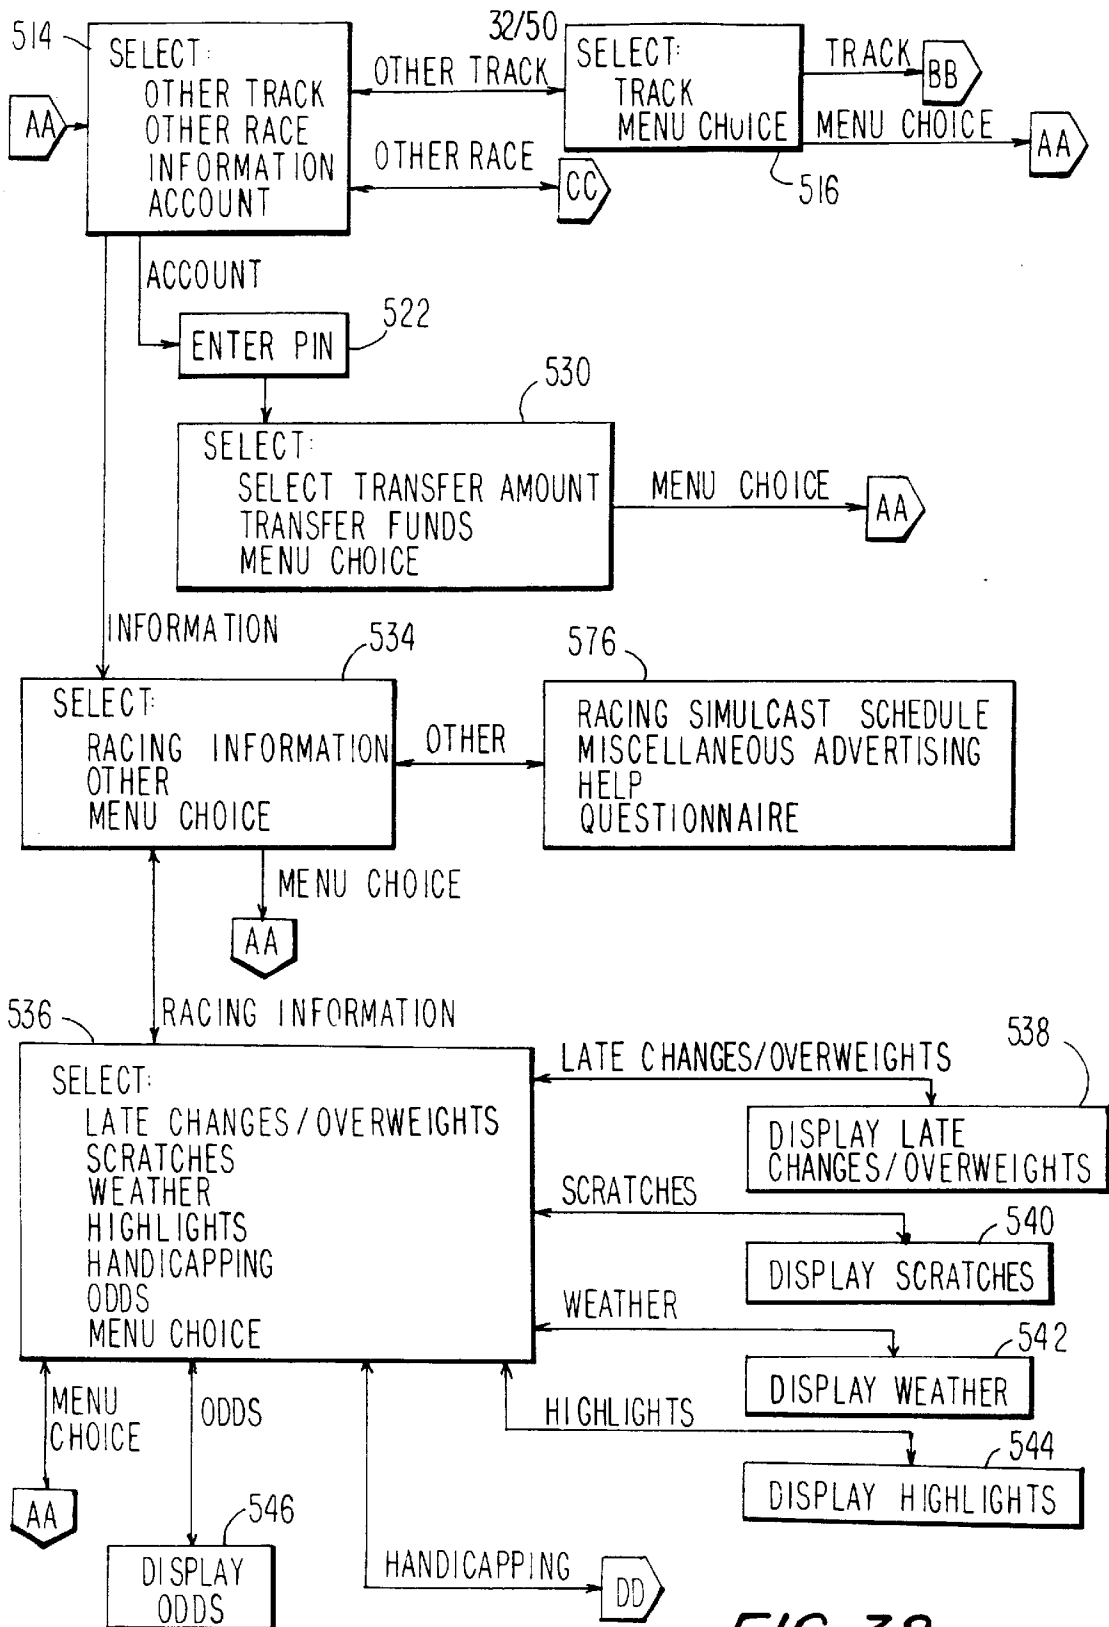 514
SELECT:
OTHER TRACK
OTHER RACE
INFORMATION
ACCOUNT
AA
OTHER TRACK
32/50
SELECT:
TRACK
MENU CHOICE
TRACK
BB
MENU CHOICE
AA
516
OTHER RACE
CC
ACCOUNT
ENTER PIN
522
530
SELECT:
SELECT TRANSFER AMOUNT
TRANSFER FUNDS
MENU CHOICE
MENU CHOICE
AA
INFORMATION
534
SELECT:
RACING INFORMATION
OTHER
MENU CHOICE
OTHER
576
RACING SIMULCAST SCHEDULE
MISCELLANEOUS ADVERTISING
HELP
QUESTIONNAIRE
MENU CHOICE
AA
RACING INFORMATION
536
SELECT:
LATE CHANGES/OVERWEIGHTS
SCRATCHES
WEATHER
HIGHLIGHTS
HANDICAPPING
ODDS
MENU CHOICE
LATE CHANGES/OVERWEIGHTS
538
DISPLAY LATE
CHANGES/OVERWEIGHTS
SCRATCHES
540
DISPLAY SCRATCHES
WEATHER
542
DISPLAY WEATHER
HIGHLIGHTS
544
DISPLAY HIGHLIGHTS
MENU
CHOICE
AA
ODDS
546
DISPLAY
ODDS
HANDICAPPING
DD
FIG. 38